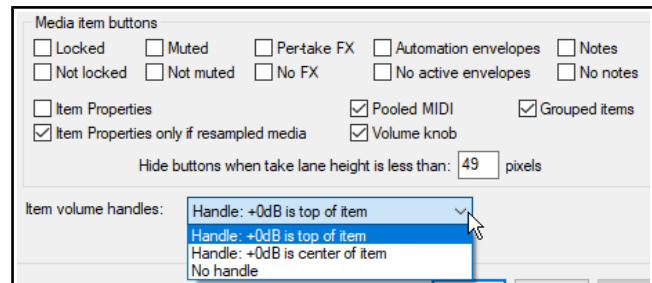 Media item buttons
Locked Muted Per-take FX Automation envelopes Notes
Not locked Not muted No FX No active envelopes No notes
Item Properties Pooled MIDI Grouped items
Item Properties only if resampled media Volume knob
Hide buttons when take lane height is less than: 49 pixels
Item volume handles: Handle: +0dB is top of item
Handle: +0dB is top of item
Handle: +0dB is center of item
No handle